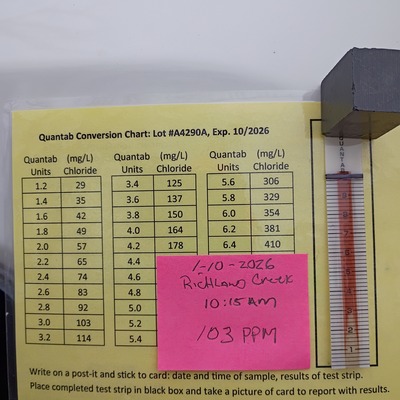 Quantab Conversion Chart: Lot #A4290A, Exp. 10/2026
Quantab Units (mg/L) Chloride Quantab Units (mg/L) Chloride Quantab Units (mg/L) Chloride
1.2 29 3.4 125 5.6 306
1.4 35 3.6 137 5.8 329
1.6 42 3.8 150 6.0 354
1.8 49 4.0 164 6.2 381
2.0 57 4.2 178 6.4 410
2.2 65 4.4
2.4 74 4.6
2.6 83 4.8
2.8 92 5.0
3.0 103 5.2
3.2 114 5.4
1-10-2026
Richland Creek
10:15 AM
103 PPM
Write on a post-it and stick to card: date and time of sample, results of test strip.
Place completed test strip in black box and take a picture of card to report with results.
QUANTAB
2
1